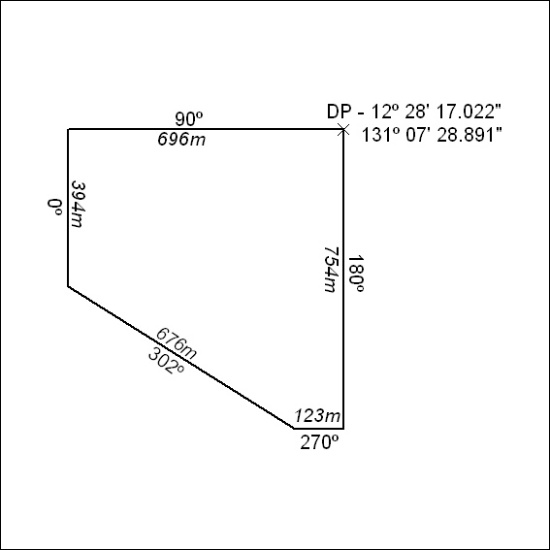 DP - 12º 28' 17.022"
131º 07' 28.891"
90º
696m
394m
0º
754m
180º
676m
302º
123m
270º